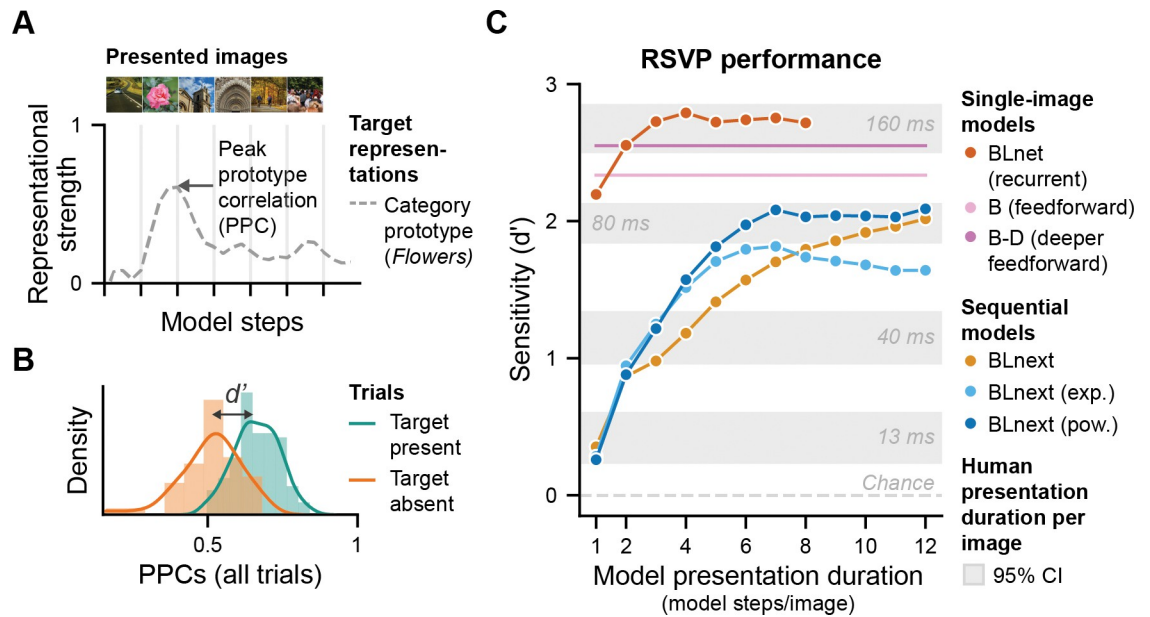 A
Presented images
Representational
strength
1
0
Peak
prototype
correlation
(PPC)
Model steps
Target
represen-
tations
Category
prototype
(Flowers)
B
Density
d’
0.5
1
PPCs (all trials)
Trials
Target
present
Target
absent
C
RSVP performance
Sensitivity (d')
3
2
1
0
160 ms
80 ms
40 ms
13 ms
Chance
1 2 4 6 8 10 12
Model presentation duration
(model steps/image)
Single-image
models
BLnet
(recurrent)
B (feedforward)
B-D (deeper
feedforward)
Sequential
models
BLnext
BLnext (exp.)
BLnext (pow.)
Human
presentation
duration per
image
95% CI